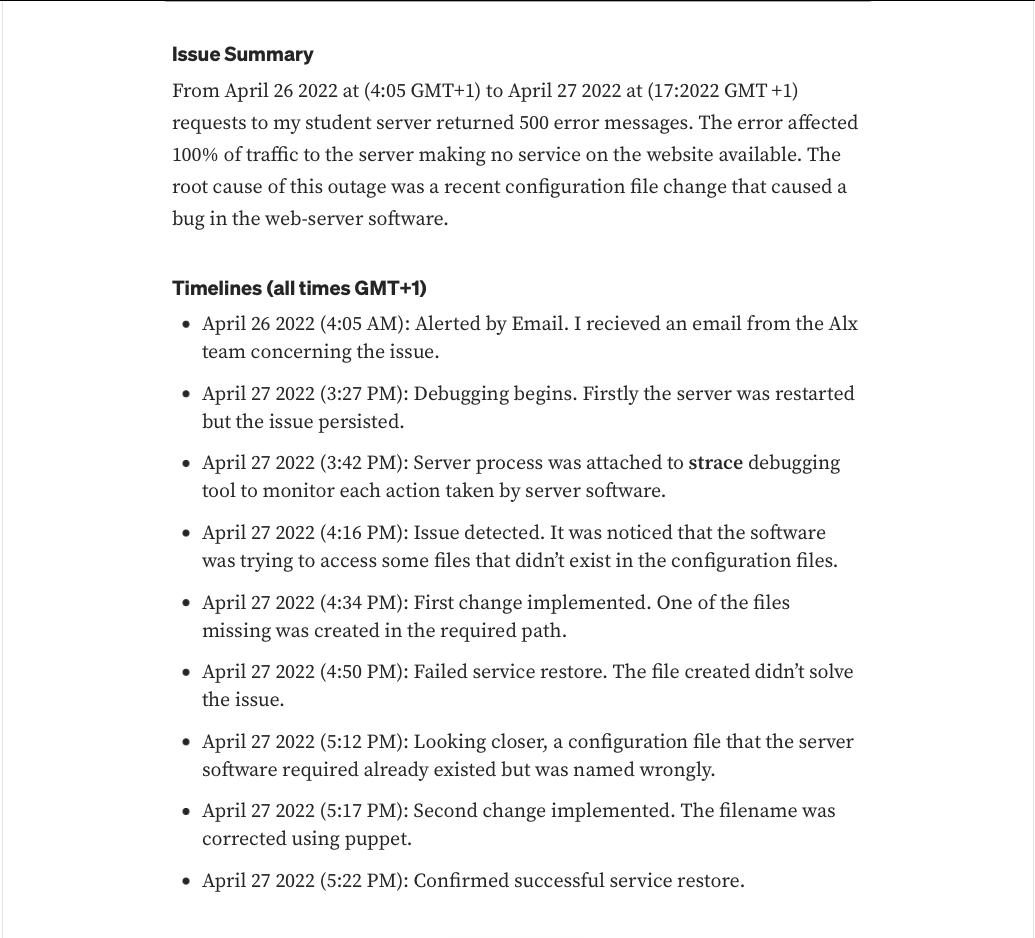 Issue Summary
From April 26 2022 at (4:05 GMT+1) to April 27 2022 at (17:2022 GMT +1)
requests to my student server returned 500 error messages. The error affected
100% of traffic to the server making no service on the website available. The
root cause of this outage was a recent configuration file change that caused a
bug in the web-server software.
Timelines (all times GMT+1)
• April 26 2022 (4:05 AM): Alerted by Email. I recieved an email from the Alx
team concerning the issue.
• April 27 2022 (3:27 PM): Debugging begins. Firstly the server was restarted
but the issue persisted.
• April 27 2022 (3:42 PM): Server process was attached to strace debugging
tool to monitor each action taken by server software.
• April 27 2022 (4:16 PM): Issue detected. It was noticed that the software
was trying to access some files that didn’t exist in the configuration files.
• April 27 2022 (4:34 PM): First change implemented. One of the files
missing was created in the required path.
• April 27 2022 (4:50 PM): Failed service restore. The file created didn’t solve
the issue.
• April 27 2022 (5:12 PM): Looking closer, a configuration file that the server
software required already existed but was named wrongly.
• April 27 2022 (5:17 PM): Second change implemented. The filename was
corrected using puppet.
• April 27 2022 (5:22 PM): Confirmed successful service restore.